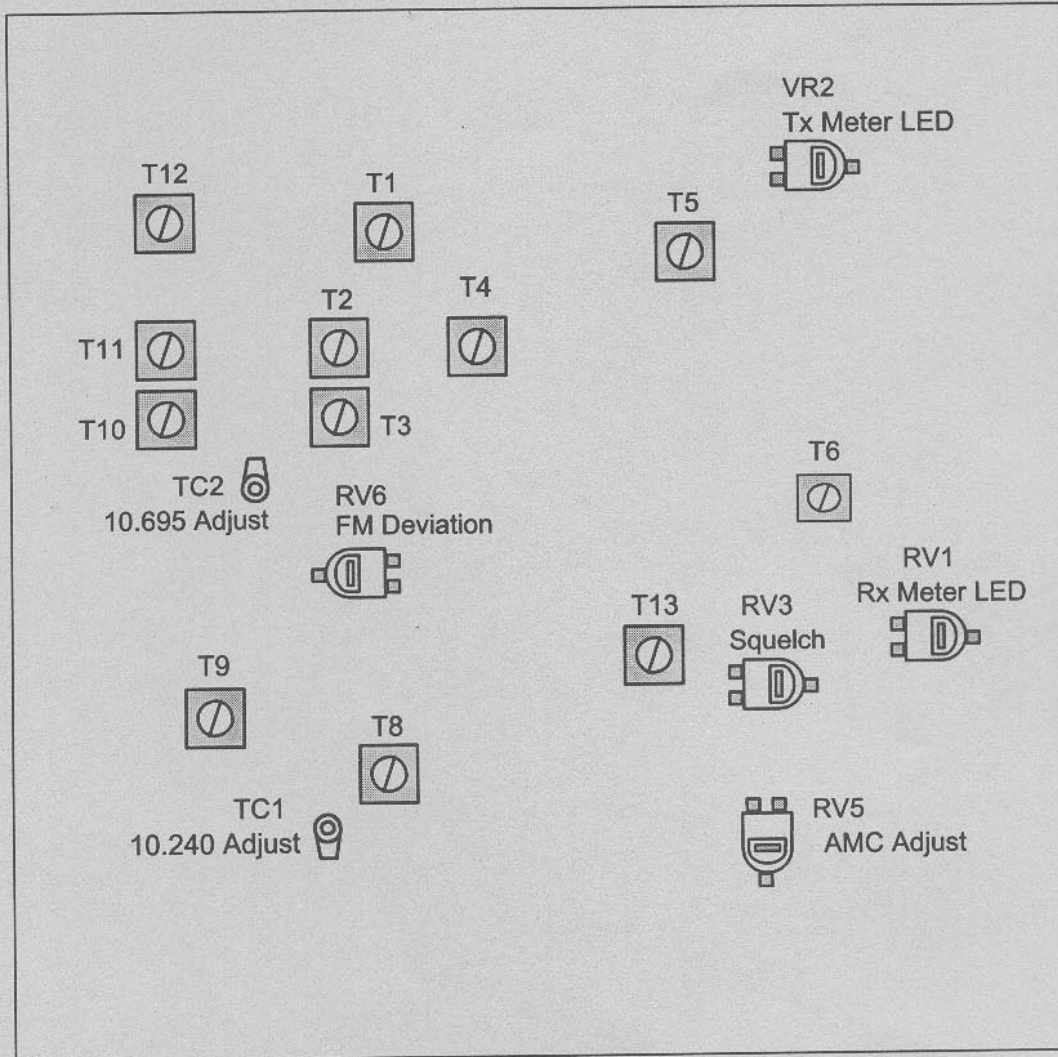 VR2
Tx Meter LED
T12
T1
T5
T2
T4
T11
T10
T3
TC2
10.695 Adjust
RV6
FM Deviation
T6
RV1
Rx Meter LED
T13
RV3
Squelch
T9
T8
TC1
10.240 Adjust
RV5
AMC Adjust